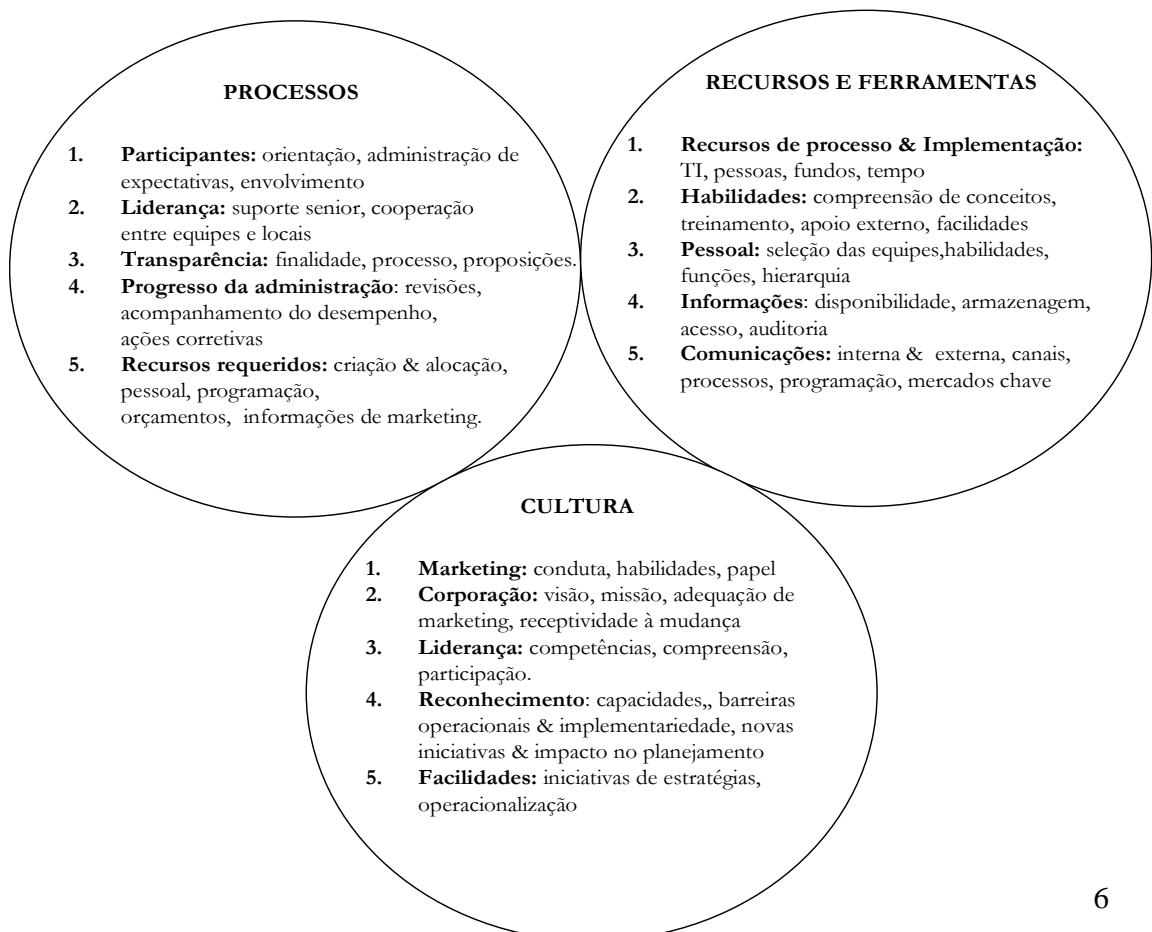 PROCESSOS
1. Participantes: orientação, administração de
expectativas, envolvimento
2. Liderança: suporte senior, cooperação
entre equipes e locais
3. Transparência: finalidade, processo, proposições.
4. Progresso da administração: revisões,
acompanhamento do desempenho,
ações corretivas
5. Recursos requeridos: criação & alocação,
pessoal, programação,
orçamentos, informações de marketing.
RECURSOS E FERRAMENTAS
1. Recursos de processo & Implementação:
TI, pessoas, fundos, tempo
2. Habilidades: compreensão de conceitos,
treinamento, apoio externo, facilidades
3. Pessoal: seleção das equipes,habilidades,
funções, hierarquia
4. Informações: disponibilidade, armazenagem,
acesso, auditoria
5. Comunicações: interna & externa, canais,
processos, programação, mercados chave
CULTURA
1. Marketing: conduta, habilidades, papel
2. Corporação: visão, missão, adequação de
marketing, receptividade à mudança
3. Liderança: competências, compreensão,
participação.
4. Reconhecimento: capacidades,, barreiras
operacionais & implementariedade, novas
iniciativas & impacto no planejamento
5. Facilidades: iniciativas de estratégias,
operacionalização
6